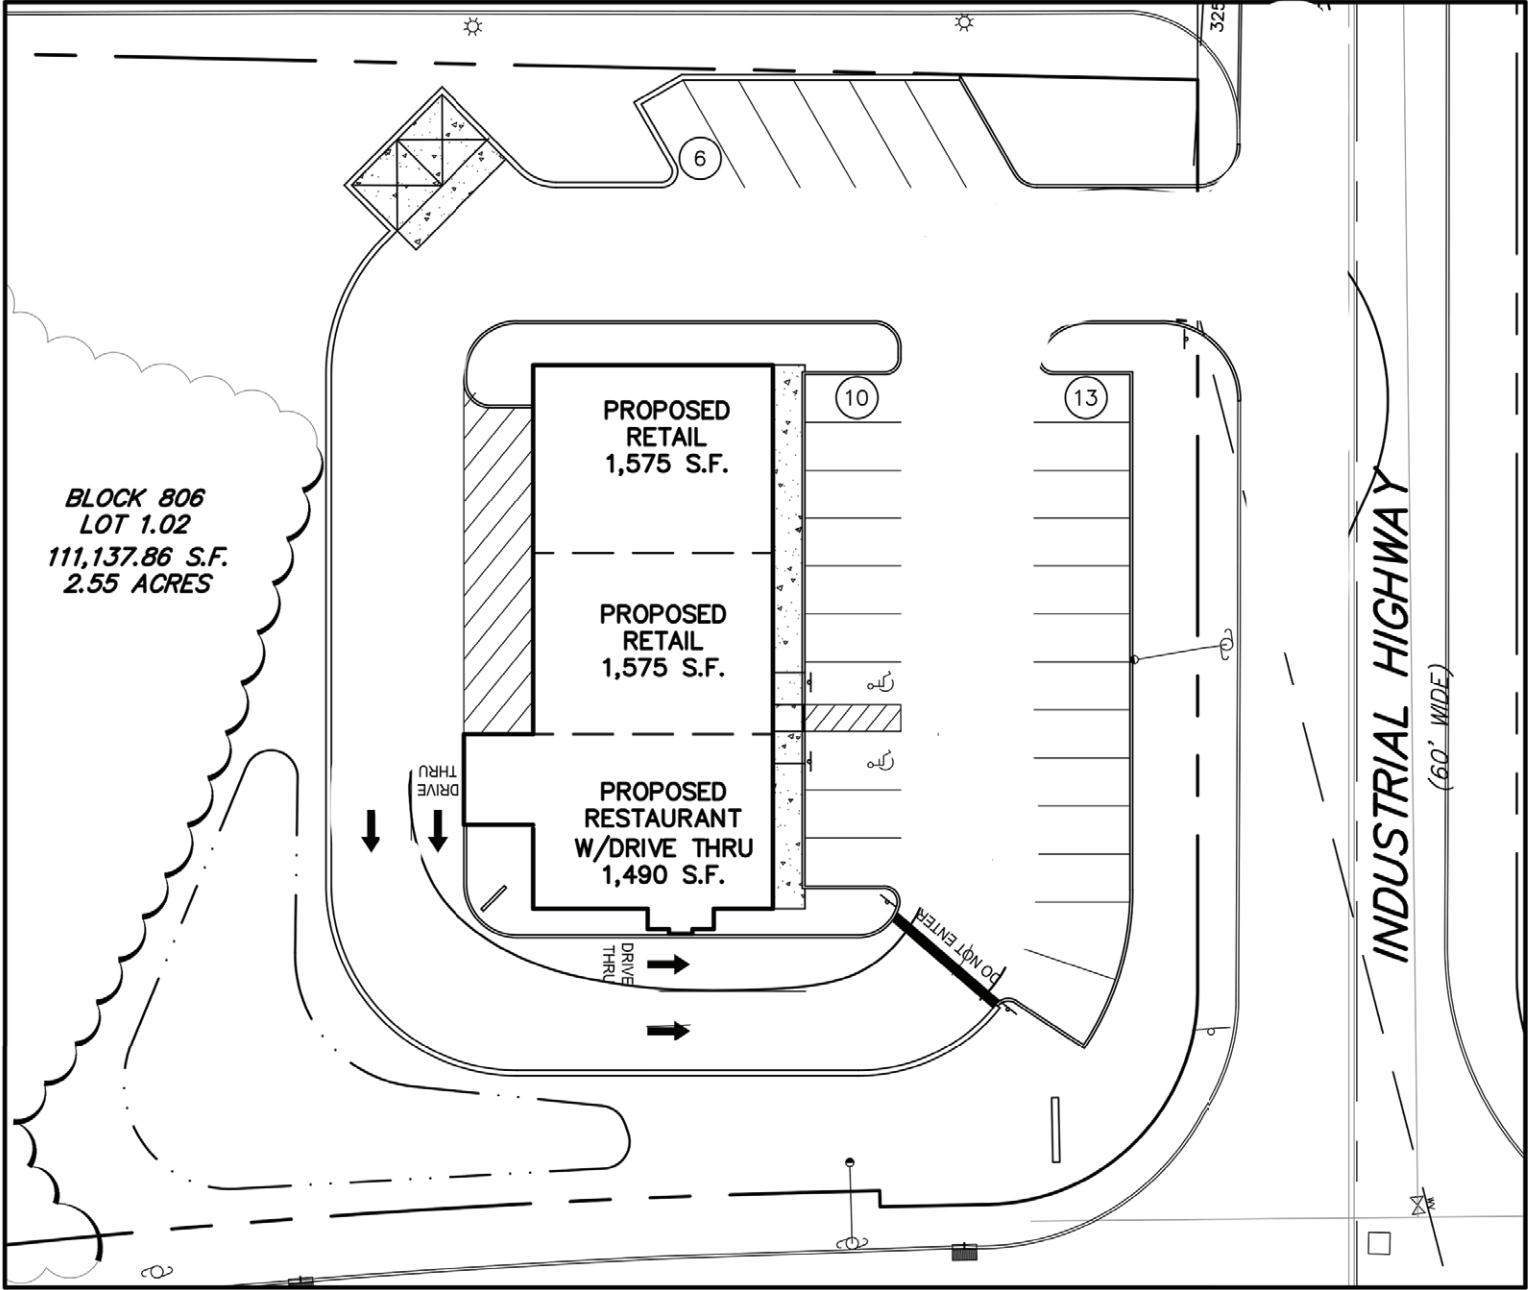 325
6
10
13
PROPOSED
RETAIL
1,575 S.F.
BLOCK 806
LOT 1.02
111,137.86 S.F.
2.55 ACRES
PROPOSED
RETAIL
1,575 S.F.
INDUSTRIAL HIGHWAY
(60' WIDE)
DRIVE
THRU
PROPOSED
RESTAURANT
W/DRIVE THRU
1,490 S.F.
DO NOT ENTER
DRIVE
THRU